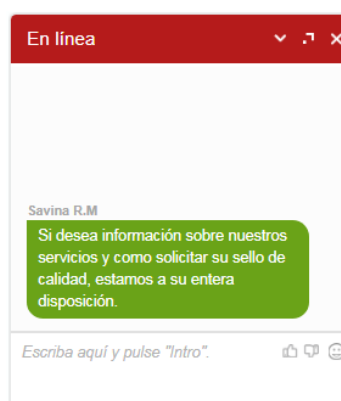 En línea
Savina R.M
Si desea información sobre nuestros
servicios y como solicitar su sello de
calidad, estamos a su entera
disposición.
Escriba aquí y pulse "Intro".